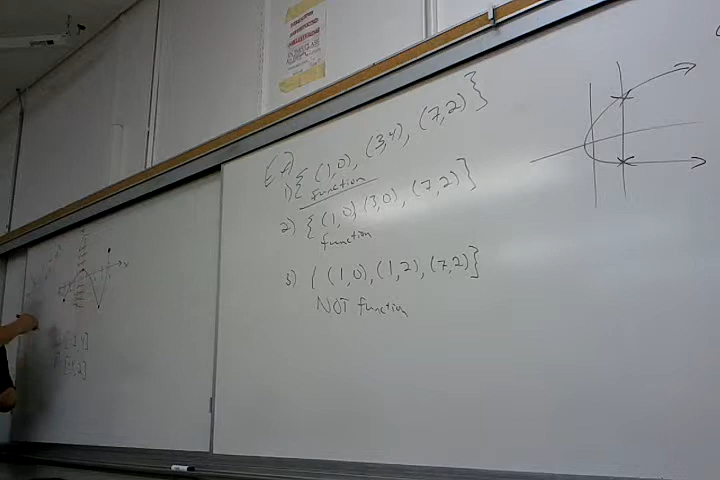 Ex)
1) { (1,0), (3,4), (7,2) }
function
2) { (1,0) (3,0), (7,2) }
function
3) { (1,0), (1,2), (7,2) }
NOT function